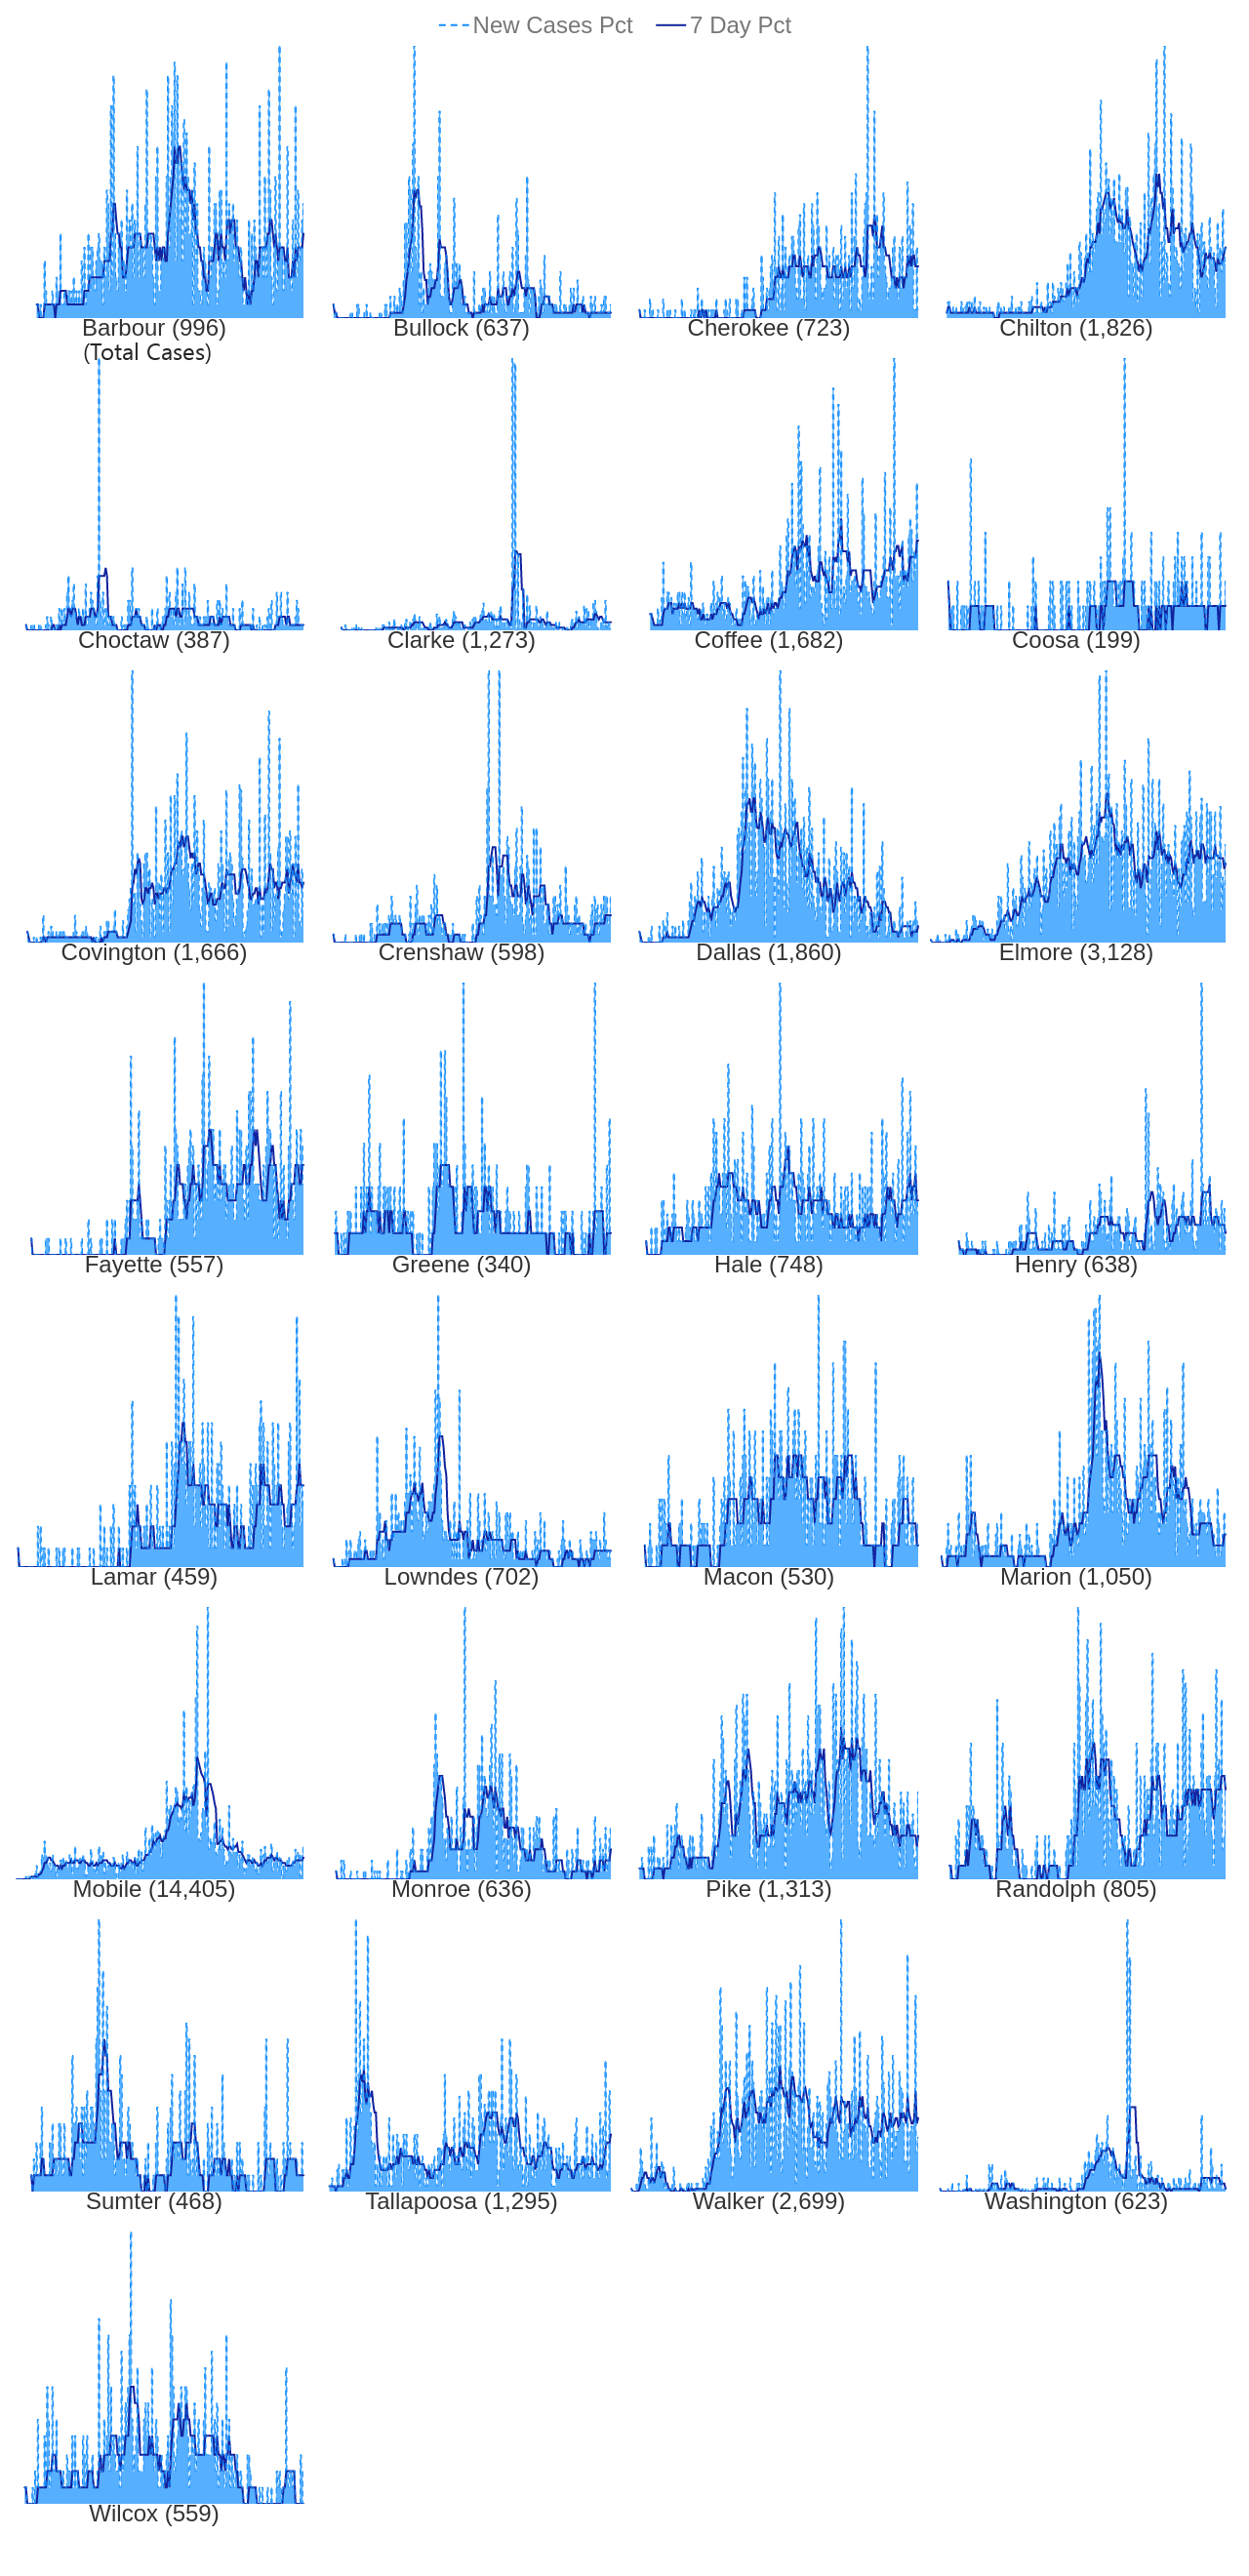 New Cases Pct 7 Day Pct
Barbour (996) Bullock (637) Cherokee (723) Chilton (1,826)
(Total Cases)
Choctaw (387) Clarke (1,273) Coffee (1,682) Coosa (199)
Covington (1,666) Crenshaw (598) Dallas (1,860) Elmore (3,128)
Fayette (557) Greene (340) Hale (748) Henry (638)
Lamar (459) Lowndes (702) Macon (530) Marion (1,050)
Mobile (14,405) Monroe (636) Pike (1,313) Randolph (805)
Sumter (468) Tallapoosa (1,295) Walker (2,699) Washington (623)
Wilcox (559)